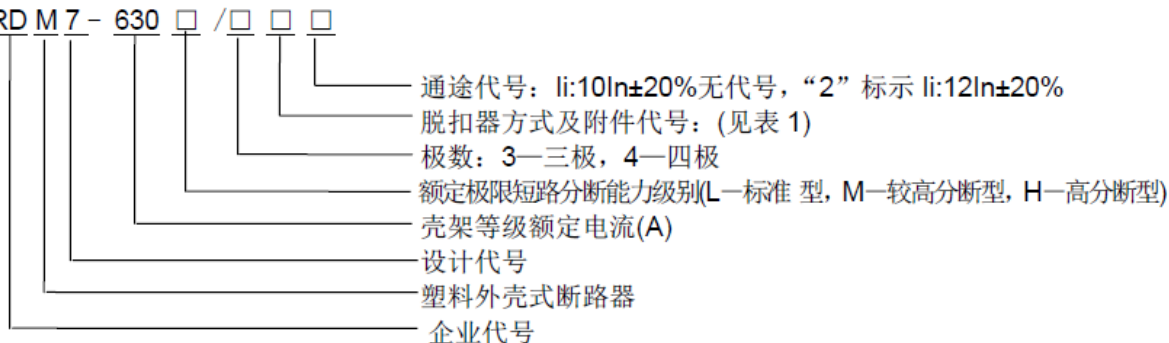 RD M 7 - 630 □ /□ □ □
通途代号：Ii:10In±20%无代号，“2”标示 Ii:12In±20%
脱扣器方式及附件代号：(见表 1)
极数：3—三极，4—四极
额定极限短路分断能力级别(L—标准 型，M—较高分断型，H—高分断型)
壳架等级额定电流(A)
设计代号
塑料外壳式断路器
企业代号